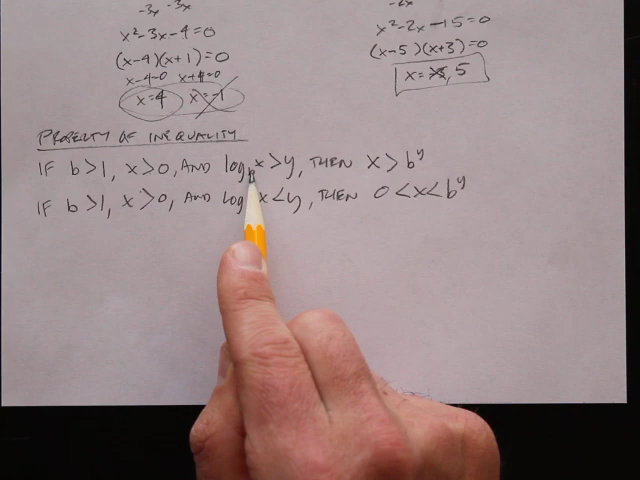 -3x -3x
-2x
x²-3x-4=0
x²-2x-15=0
(x-4)(x+1)=0
(x-5)(x+3)=0
x-4=0 x+1=0
x=4 x=-1
x= 5
PROPERTY OF INEQUALITY
IF b>1, x>0, AND log_b x>y, THEN x>b^y
IF b>1, x>0, AND log x<y, THEN 0<x<b^y